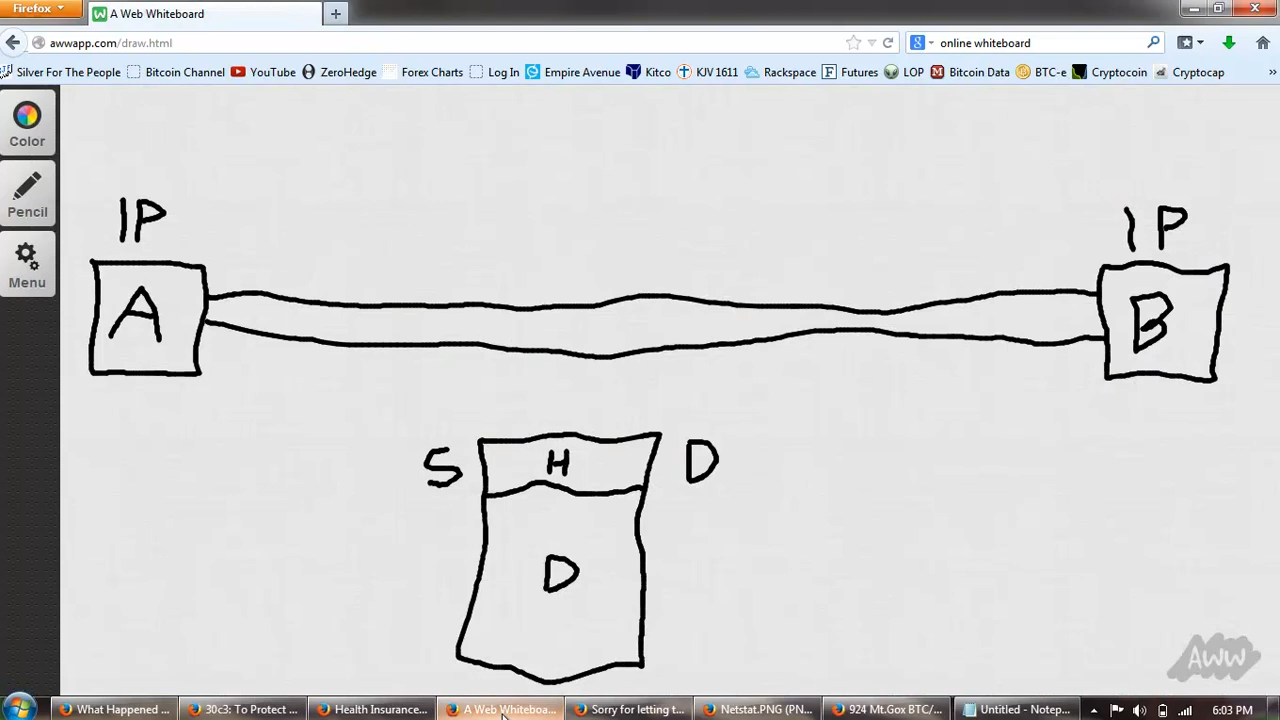 Firefox
A Web Whiteboard
awwapp.com/draw.html
online whiteboard
Silver For The People
Bitcoin Channel
YouTube
ZeroHedge
Forex Charts
Log In
Empire Avenue
Kitco
KJV 1611
Rackspace
Futures
LOP
Bitcoin Data
BTC-e
Cryptocoin
Cryptocap
Color
Pencil
Menu
IP
IP
A
B
S
H
D
D
AWW
What Happened ...
30c3: To Protect ...
Health Insurance...
A Web Whiteboa...
Sorry for letting t...
Netstat.PNG (PN...
924 Mt.Gox BTC/...
Untitled - Notep...
6:03 PM